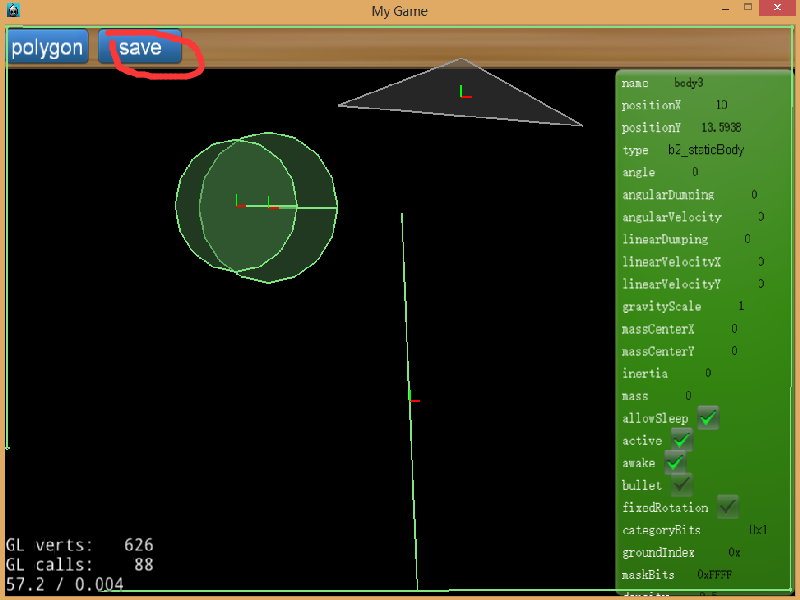 My Game
polygon save
name body3
positionX 10
positionY 13.5938
type b2_staticBody
angle 0
angularDumping 0
angularVelocity 0
linearDumping 0
linearVelocityX 0
linearVelocityY 0
gravityScale 1
massCenterX 0
massCenterY 0
inertia 0
mass 0
allowSleep
active
awake
bullet
fixedRotation
categoryBits 0x1
groundIndex 0x
maskBits 0xFFFF
GL verts: 626
GL calls: 88
57.2 / 0.004